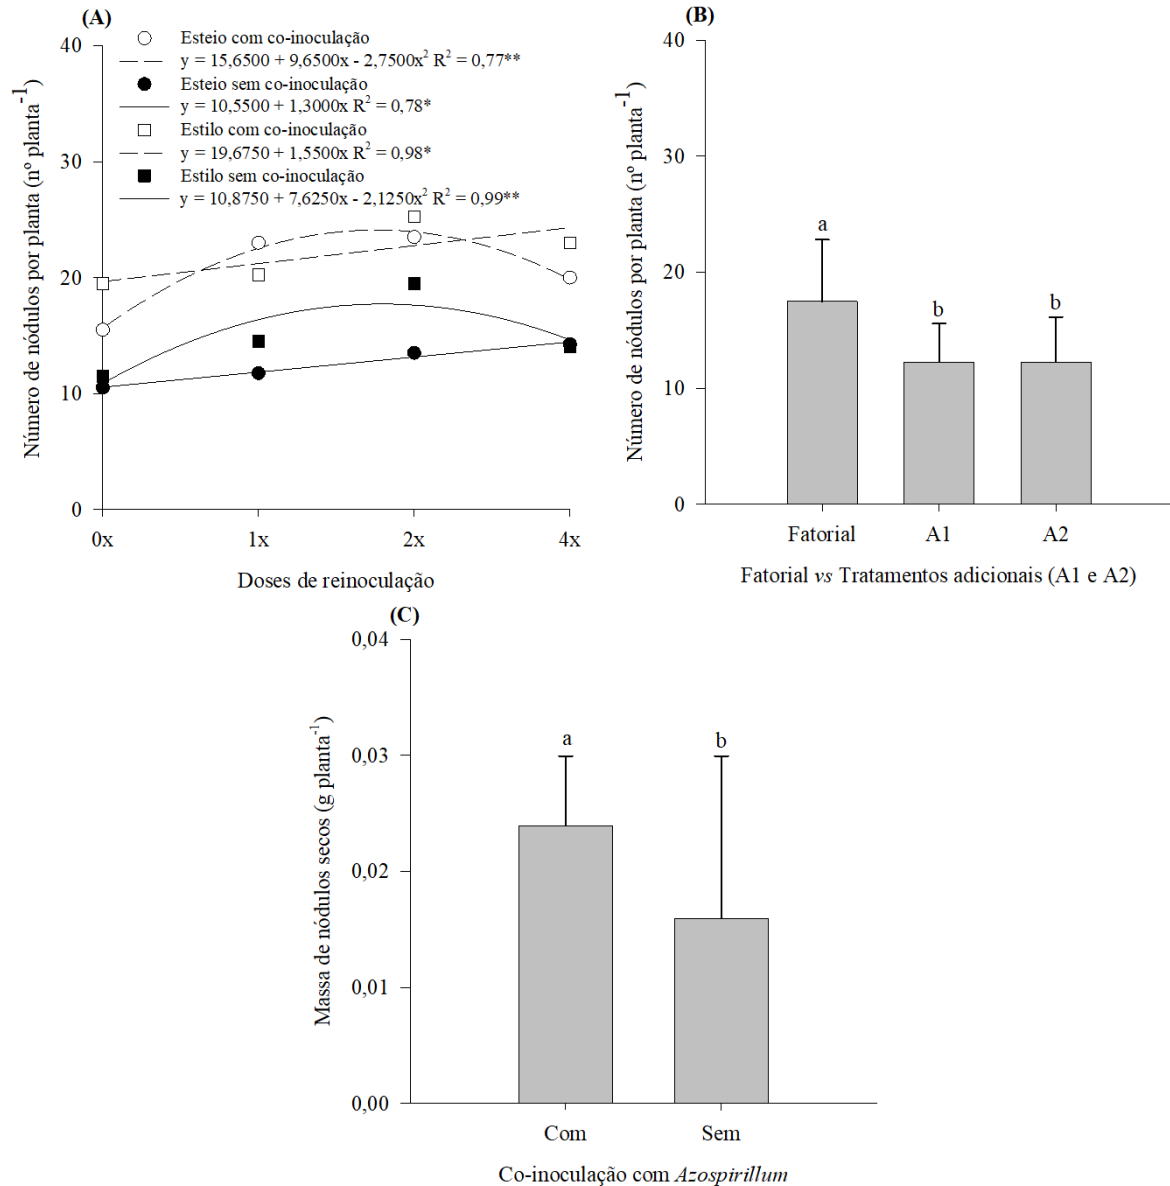 (A)
Esteio com co-inoculação
y = 15,6500 + 9,6500x - 2,7500x² R² = 0,77**
Esteio sem co-inoculação
y = 10,5500 + 1,3000x R² = 0,78*
Estilo com co-inoculação
y = 19,6750 + 1,5500x R² = 0,98*
Estilo sem co-inoculação
y = 10,8750 + 7,6250x - 2,1250x² R² = 0,99**
Número de nódulos por planta (nº planta⁻¹)
40
30
20
10
0
0x 1x 2x 4x
Doses de reinoculação
(B)
Número de nódulos por planta (nº planta⁻¹)
40
30
20
10
0
a
b
b
Fatorial A1 A2
Fatorial vs Tratamentos adicionais (A1 e A2)
(C)
Massa de nódulos secos (g planta⁻¹)
0,04
0,03
0,02
0,01
0,00
a
b
Com Sem
Co-inoculação com Azospirillum